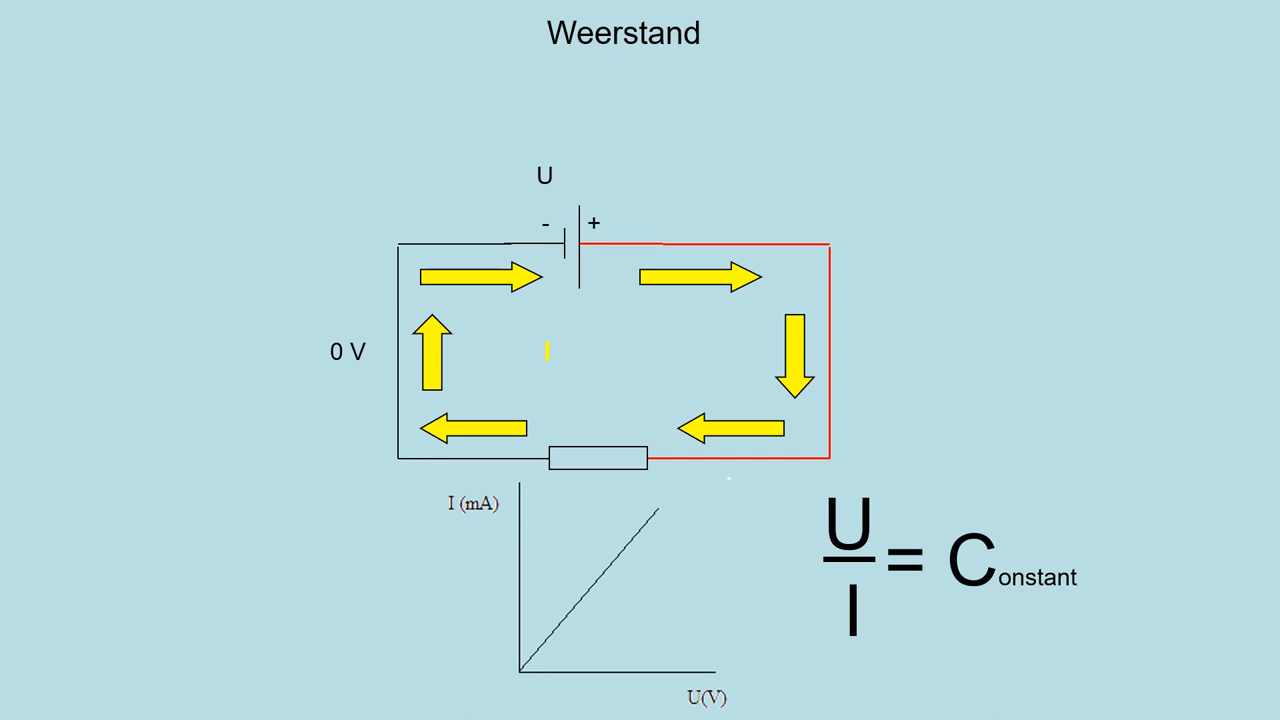 Weerstand
U
- +
0 V
I
I (mA)
U(V)
U
I
= Constant